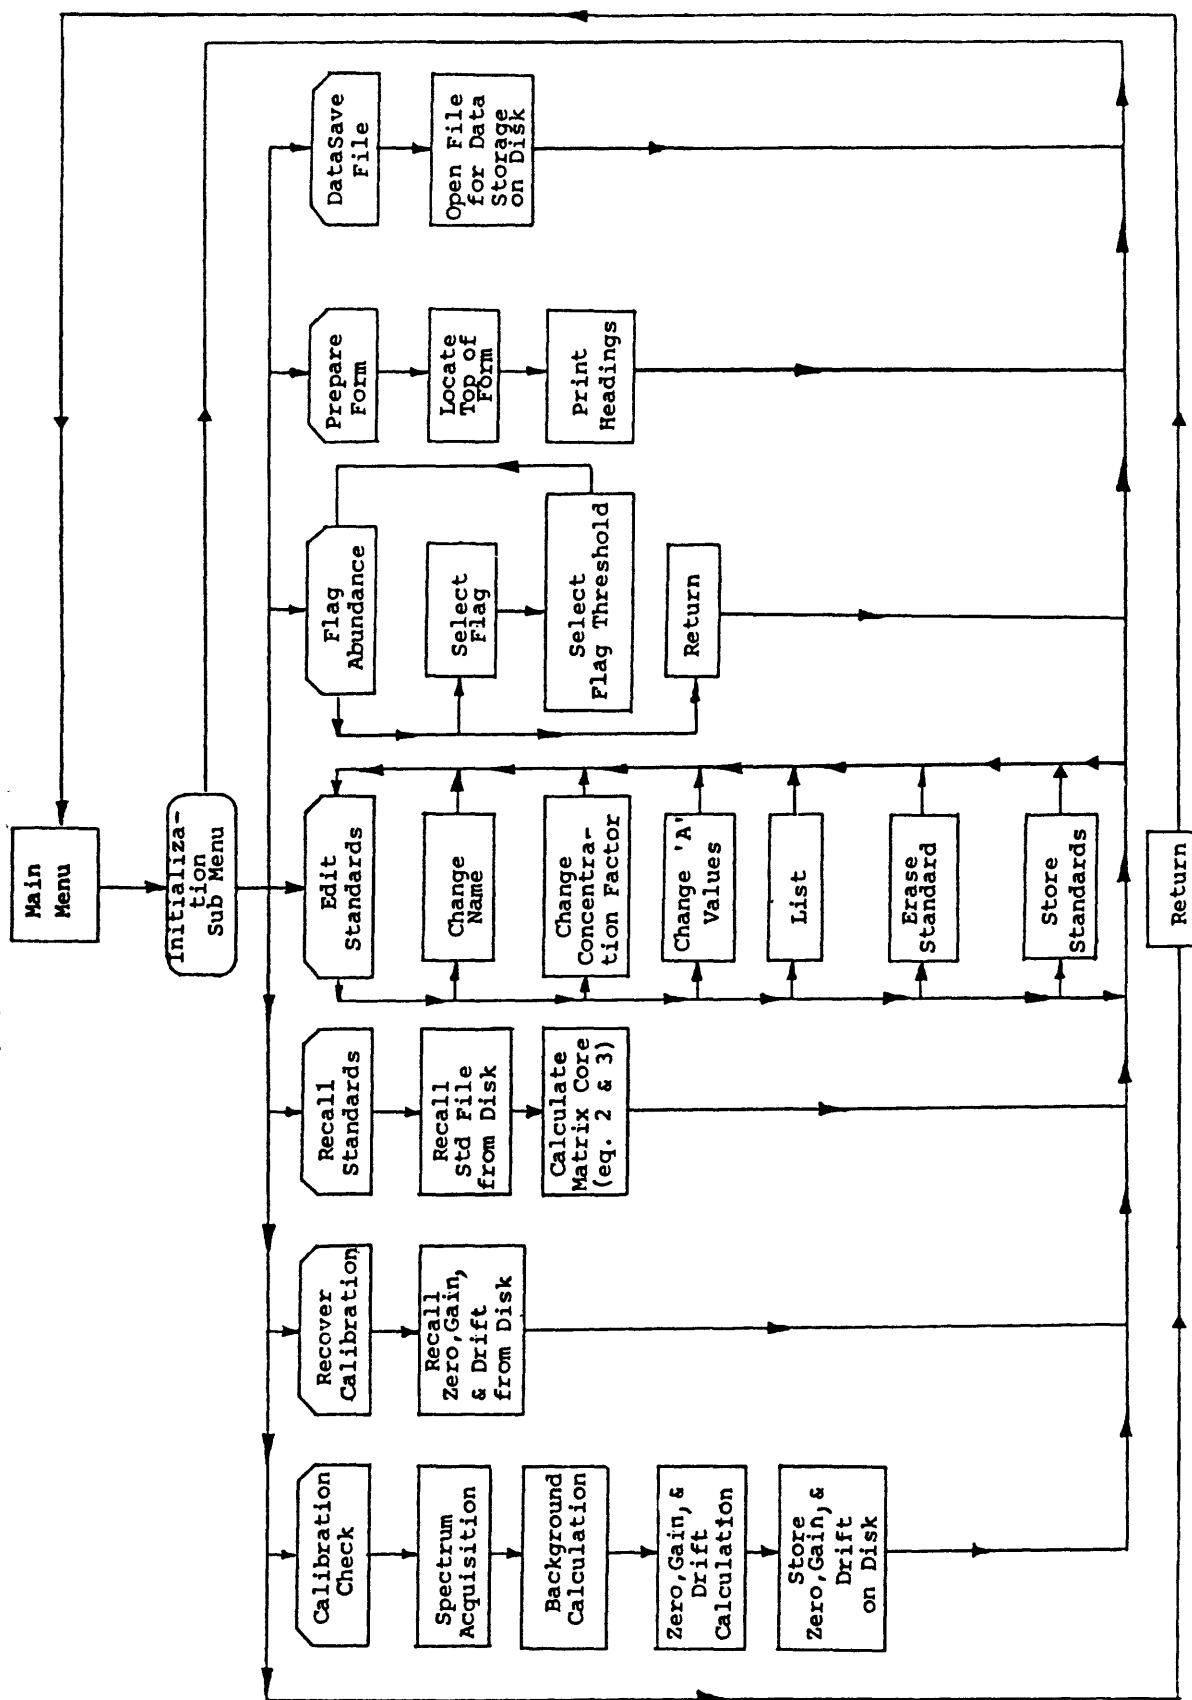 Main
Menu
Initializa-
tion
Sub Menu
Calibration
Check
Spectrum
Acquisition
Background
Calculation
Zero,Gain,&
Drift
Calculation
Store
Zero,Gain,&
Drift
on Disk
Recover
Calibration
Recall
Zero,Gain,
& Drift
from Disk
Recall
Standards
Recall
Std File
from Disk
Calculate
Matrix Core
(eq. 2 & 3)
Edit
Standards
Change
Name
Change
Concentra-
tion Factor
Change 'A'
Values
List
Erase
Standard
Store
Standards
Flag
Abundance
Select
Flag
Select
Flag Threshold
Return
Prepare
Form
Locate
Top of
Form
Print
Headings
DataSave
File
Open File
for Data
Storage
on Disk
Return